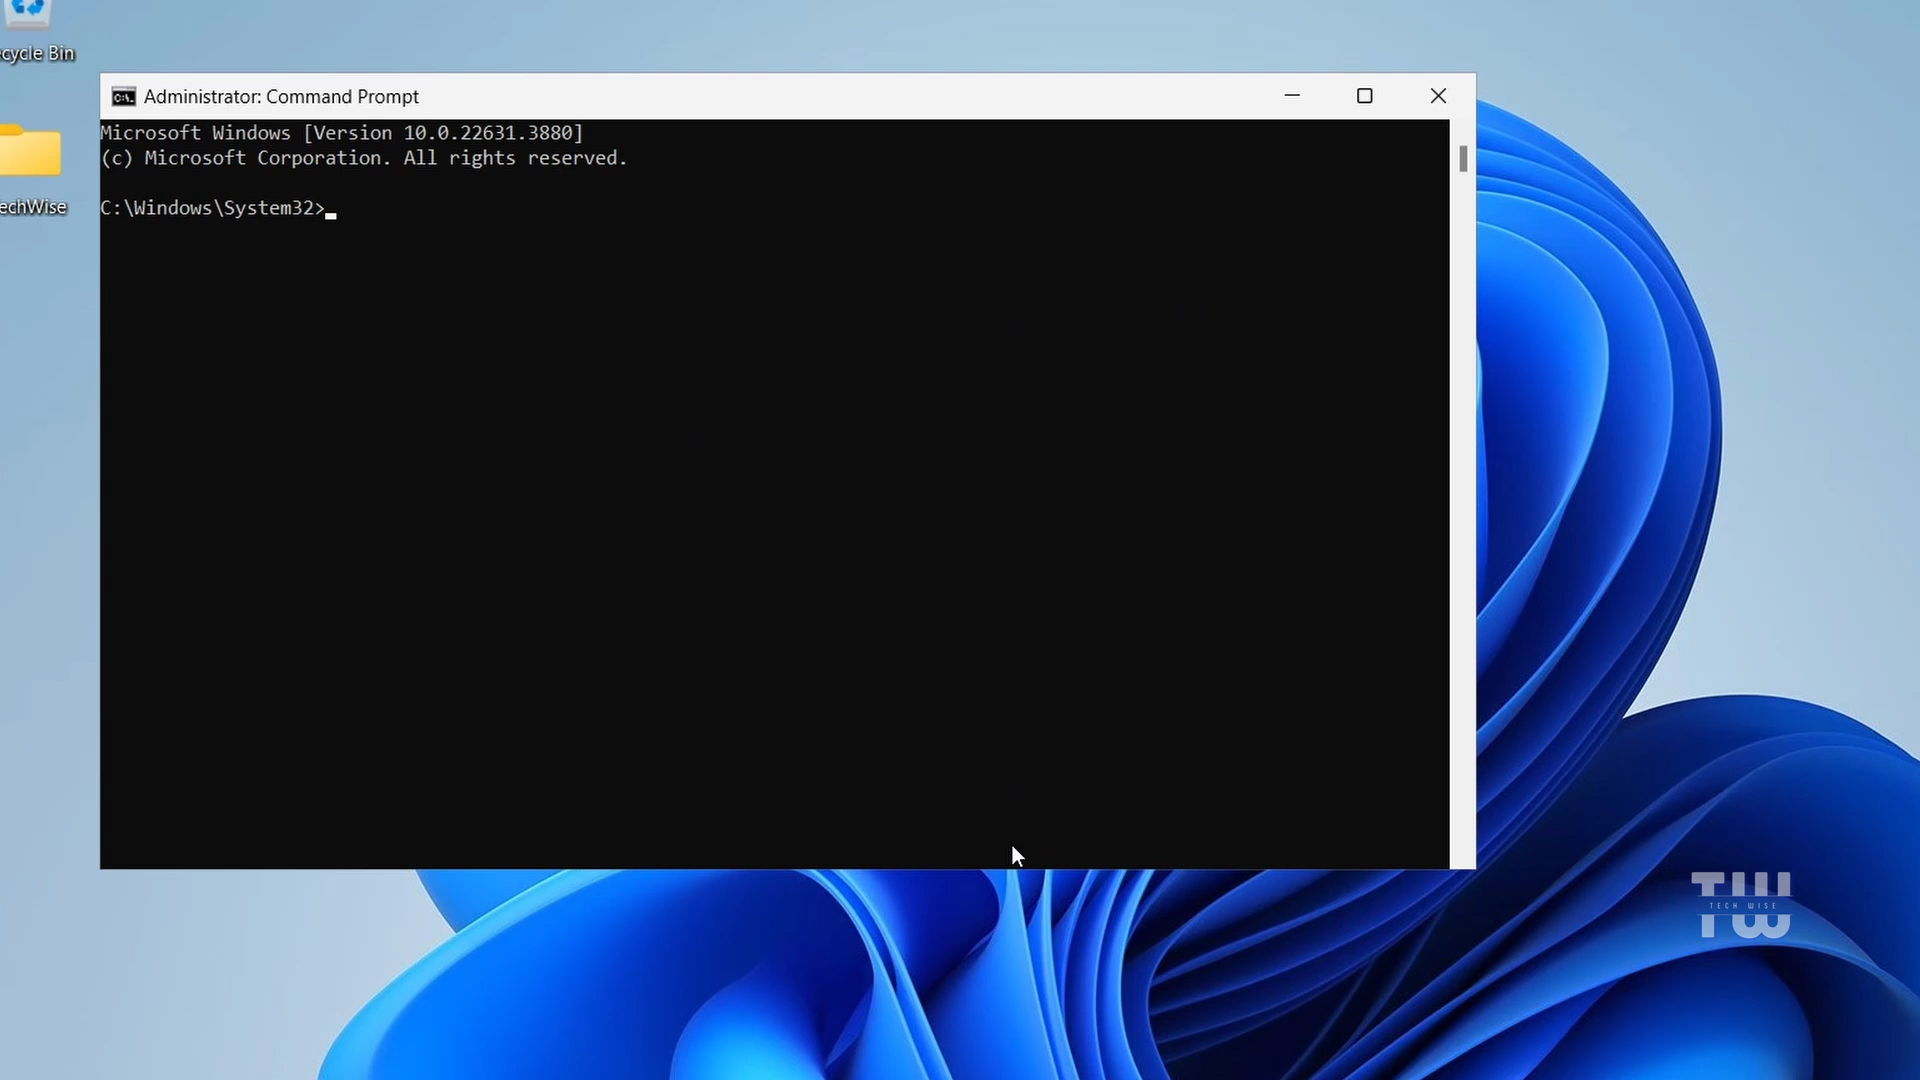 cycle Bin
echWise
Administrator: Command Prompt
Microsoft Windows [Version 10.0.22631.3880]
(c) Microsoft Corporation. All rights reserved.
C:\Windows\System32>
TW
TECH WISE